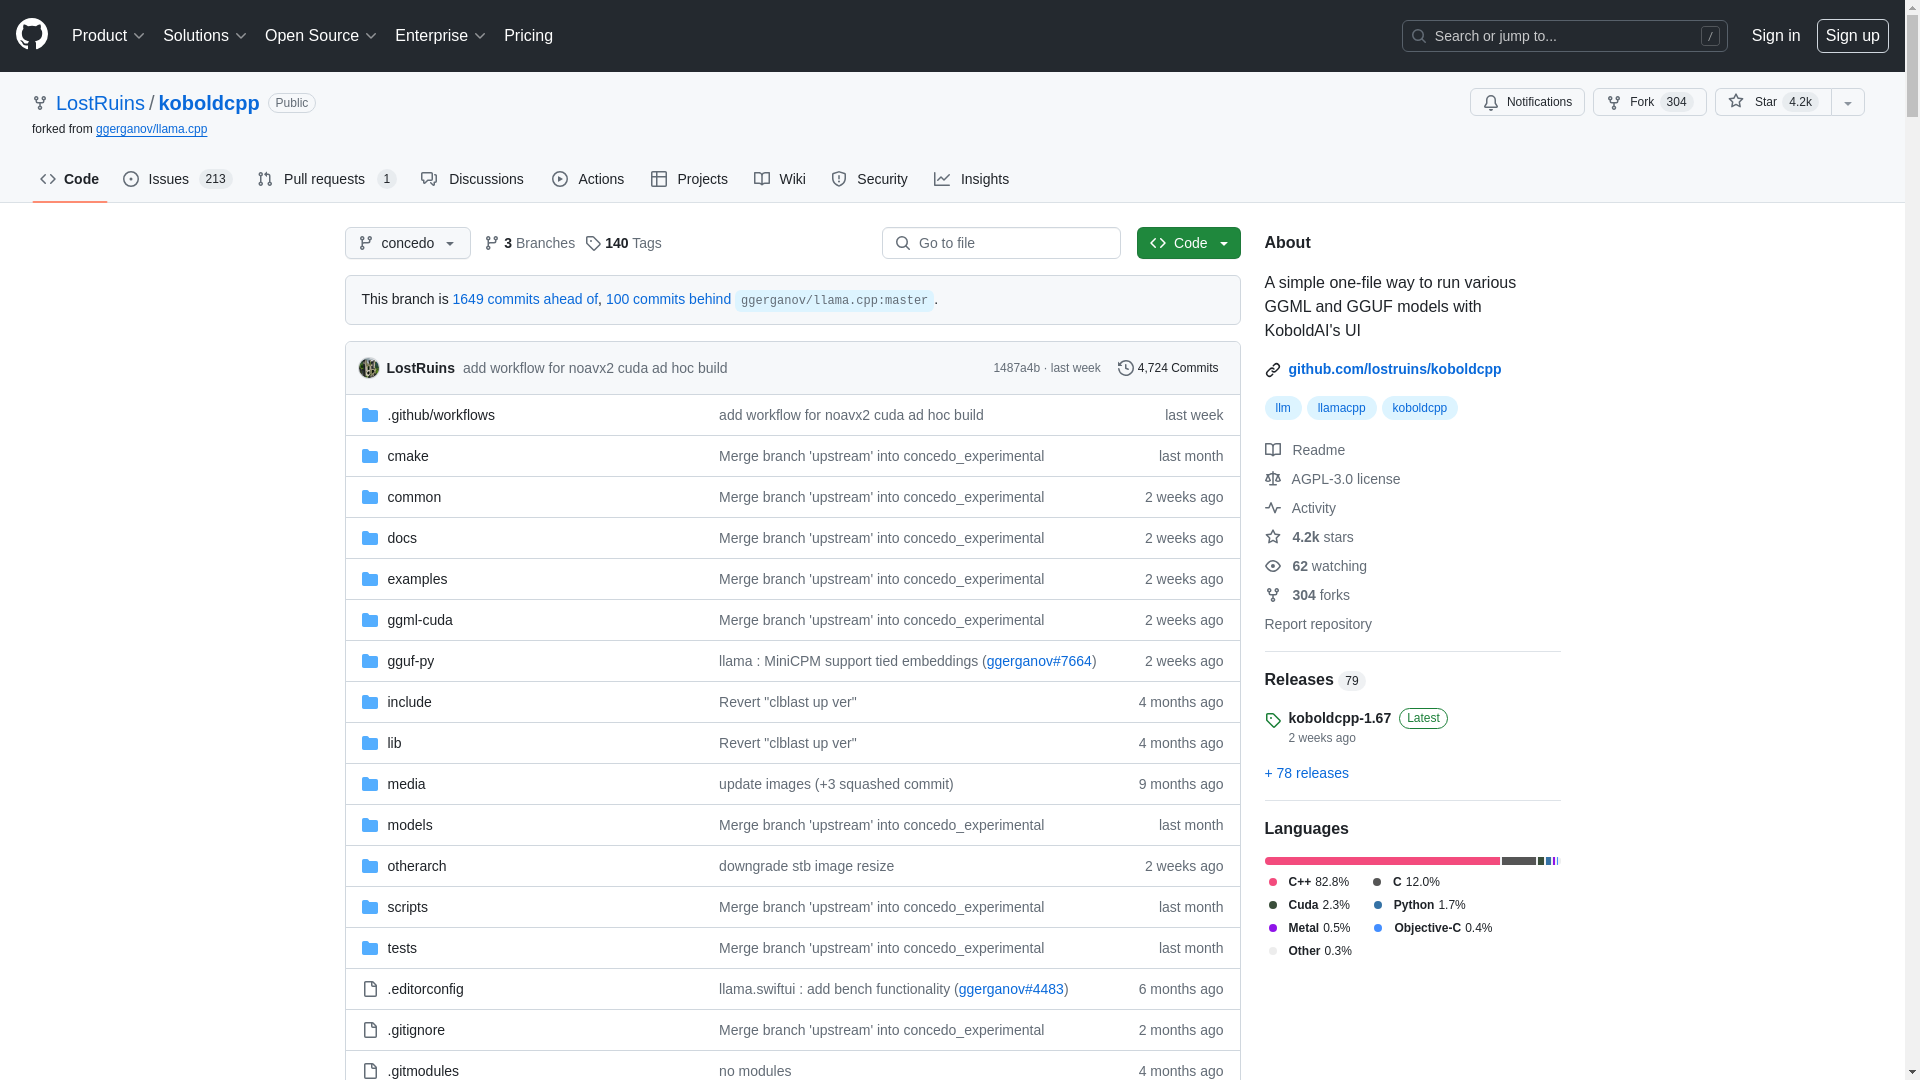 Product Solutions Open Source Enterprise Pricing Search or jump to... / Sign in Sign up
LostRuins / koboldcpp Public Notifications Fork 304 Star 4.2k
forked from ggerganov/llama.cpp
Code Issues 213 Pull requests 1 Discussions Actions Projects Wiki Security Insights
concedo 3 Branches 140 Tags Go to file Code
This branch is 1649 commits ahead of, 100 commits behind ggerganov/llama.cpp:master.
LostRuins add workflow for noavx2 cuda ad hoc build 1487a4b · last week 4,724 Commits
.github/workflows add workflow for noavx2 cuda ad hoc build last week
cmake Merge branch 'upstream' into concedo_experimental last month
common Merge branch 'upstream' into concedo_experimental 2 weeks ago
docs Merge branch 'upstream' into concedo_experimental 2 weeks ago
examples Merge branch 'upstream' into concedo_experimental 2 weeks ago
ggml-cuda Merge branch 'upstream' into concedo_experimental 2 weeks ago
gguf-py llama : MiniCPM support tied embeddings (ggerganov#7664) 2 weeks ago
include Revert "clblast up ver" 4 months ago
lib Revert "clblast up ver" 4 months ago
media update images (+3 squashed commit) 9 months ago
models Merge branch 'upstream' into concedo_experimental last month
otherarch downgrade stb image resize 2 weeks ago
scripts Merge branch 'upstream' into concedo_experimental last month
tests Merge branch 'upstream' into concedo_experimental last month
.editorconfig llama.swiftui : add bench functionality (ggerganov#4483) 6 months ago
.gitignore Merge branch 'upstream' into concedo_experimental 2 months ago
.gitmodules no modules 4 months ago
About
A simple one-file way to run various
GGML and GGUF models with
KoboldAI's UI
github.com/lostruins/koboldcpp
llm llamacpp koboldcpp
Readme
AGPL-3.0 license
Activity
4.2k stars
62 watching
304 forks
Report repository
Releases 79
koboldcpp-1.67 Latest
2 weeks ago
+ 78 releases
Languages
C++ 82.8% C 12.0%
Cuda 2.3% Python 1.7%
Metal 0.5% Objective-C 0.4%
Other 0.3%